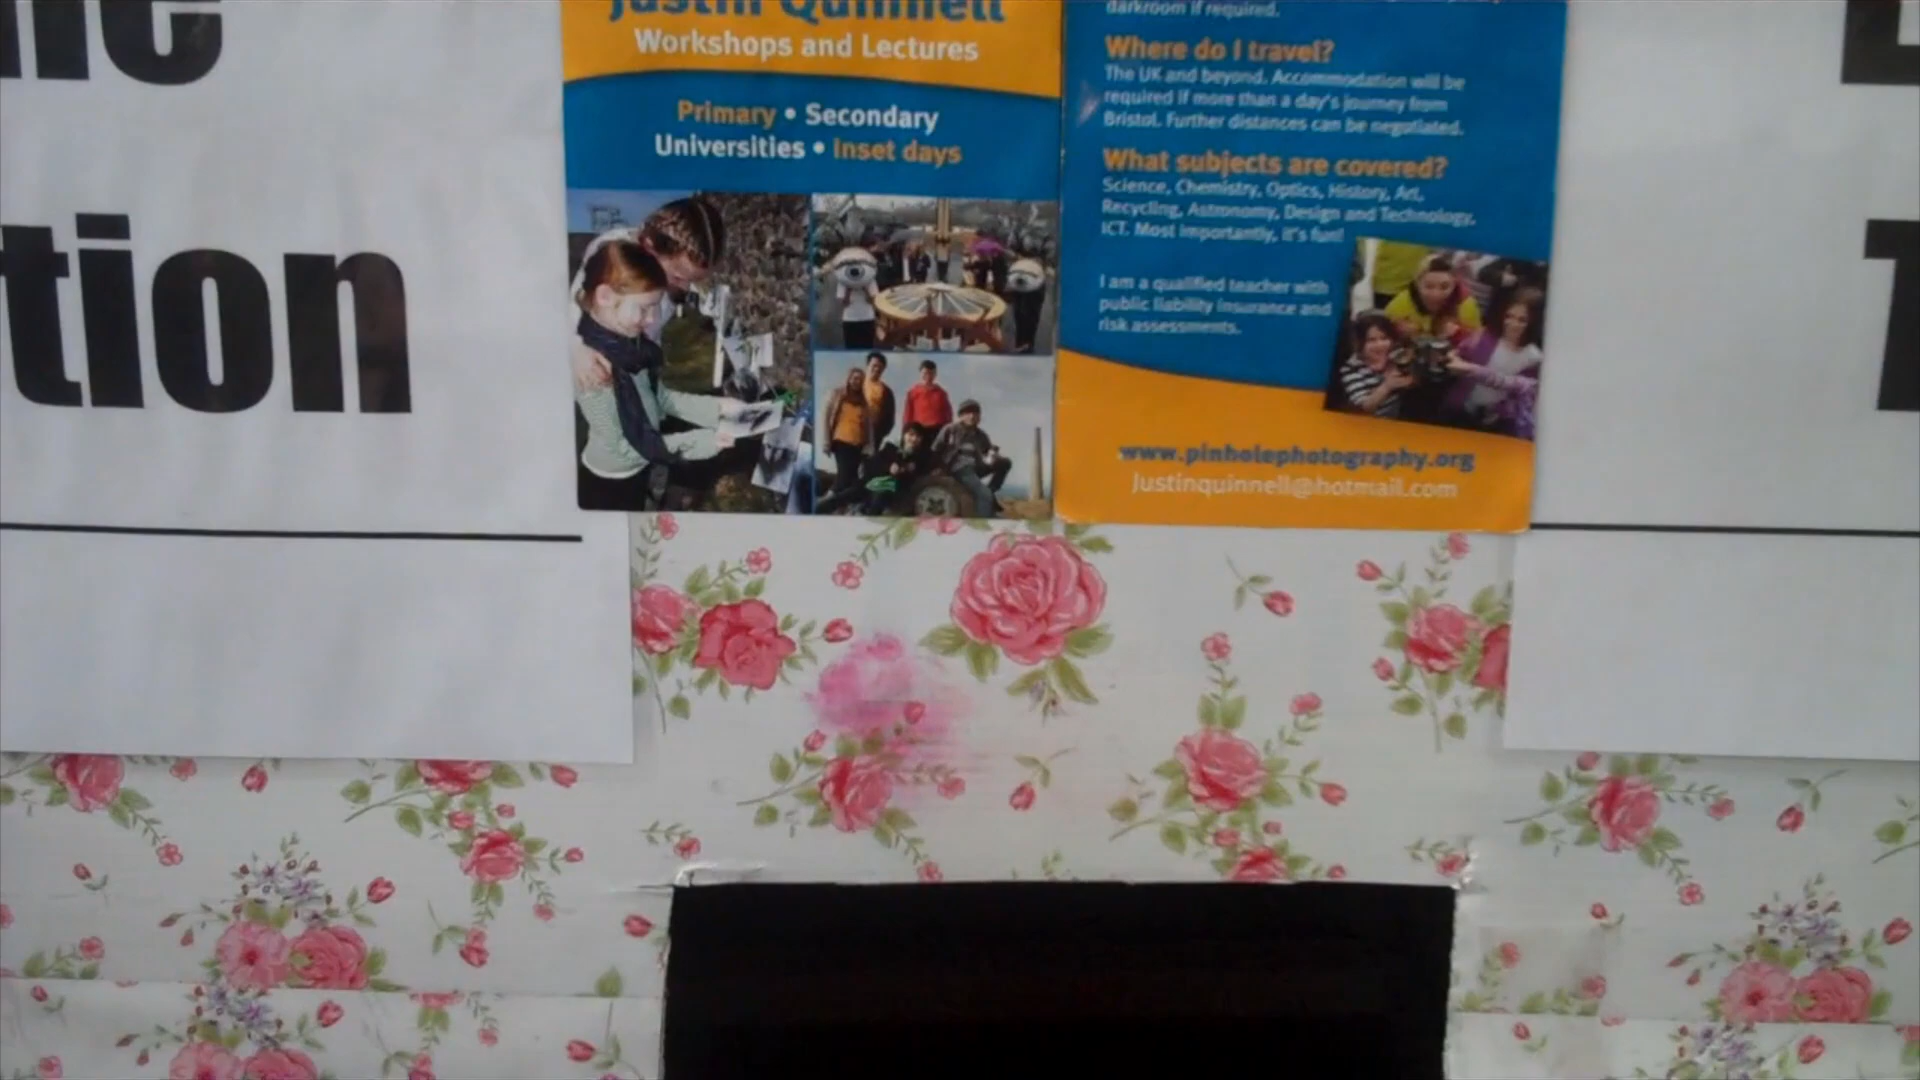 tion
Justin Quinnell
Workshops and Lectures
Primary • Secondary
Universities • Inset days
darkroom if required.
Where do I travel?
The UK and beyond. Accommodation will be
required if more than a day's journey from
Bristol. Further distances can be negotiated.
What subjects are covered?
Science, Chemistry, Optics, History, Art,
Recycling, Astronomy, Design and Technology,
ICT. Most importantly, it's fun!
I am a qualified teacher with
public liability insurance and
risk assessments.
www.pinholephotography.org
Justinquinnell@hotmail.com